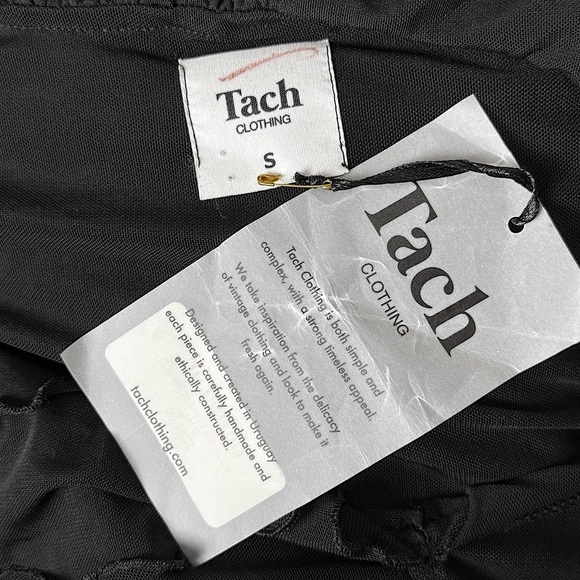 Tach
CLOTHING
S
Tach
CLOTHING
Tach Clothing is both simple and
complex, with a strong timeless appeal.
We take inspiration from the delicacy
of vintage clothing and look to make it
fresh again.
Designed and created in Uruguay
each piece is carefully handmade and
ethically constructed.
tachclothing.com